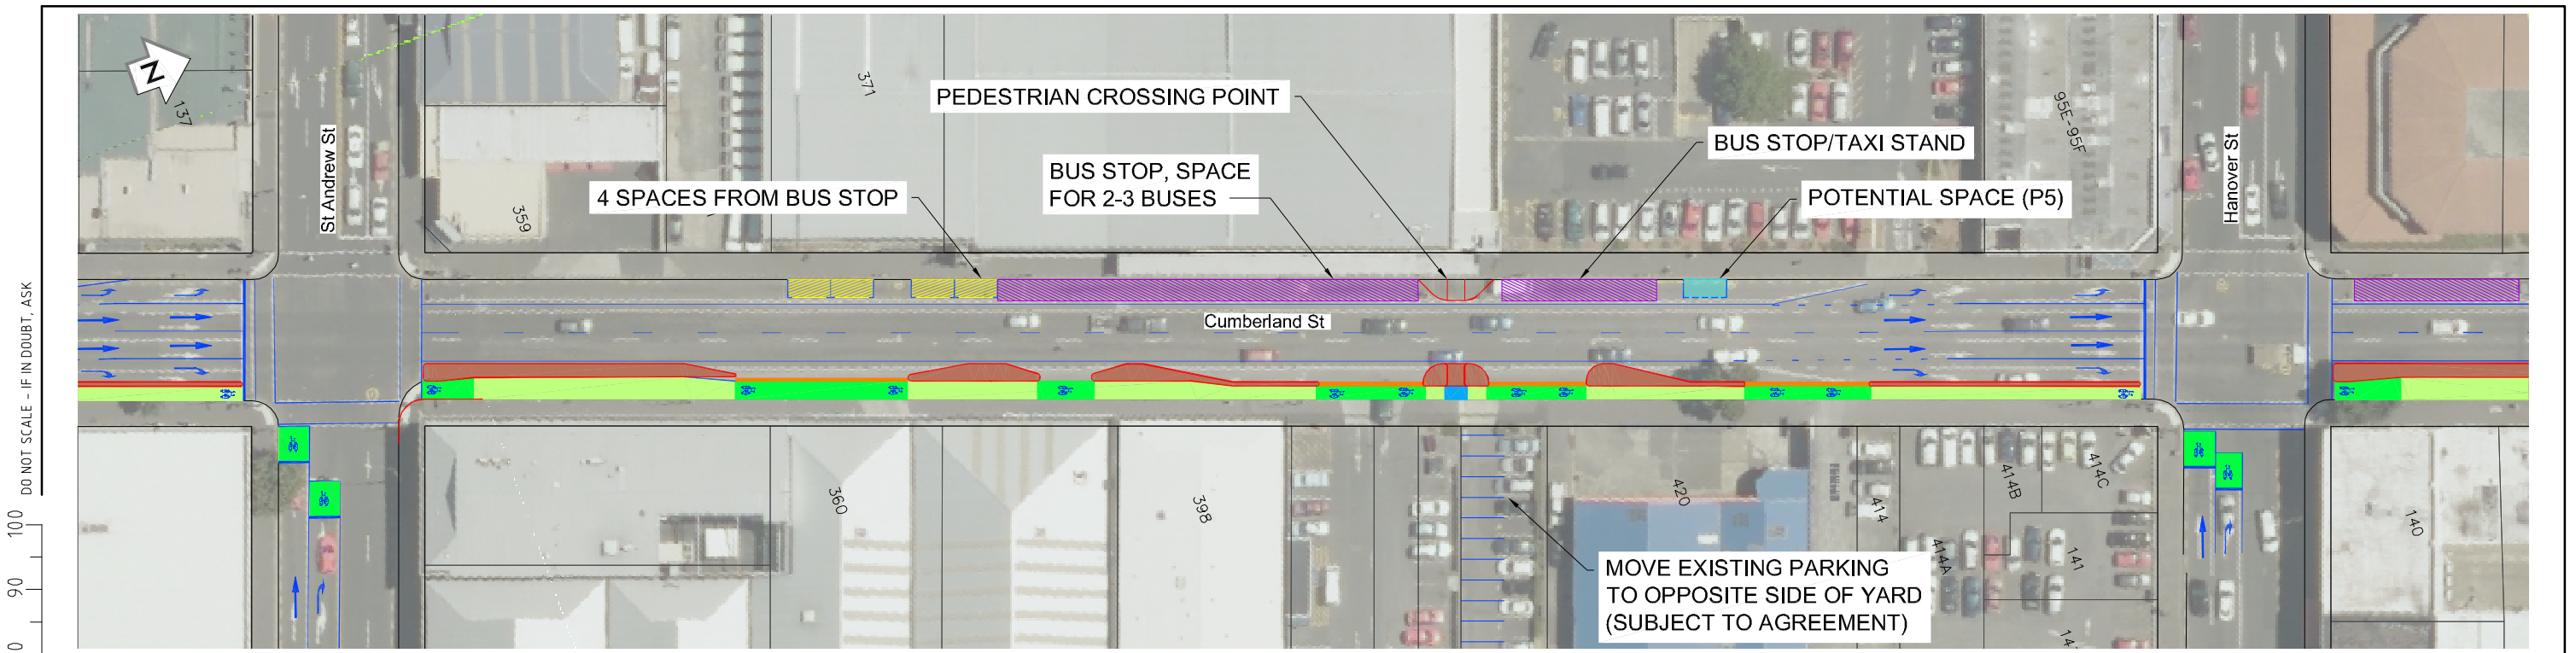 N
137
St Andrew St
359
371
PEDESTRIAN CROSSING POINT
4 SPACES FROM BUS STOP
BUS STOP, SPACE
FOR 2-3 BUSES
BUS STOP/TAXI STAND
POTENTIAL SPACE (P5)
95E-95F
Hanover St
Cumberland St
360
398
420
414
414A
414B
414C
141
140
MOVE EXISTING PARKING
TO OPPOSITE SIDE OF YARD
(SUBJECT TO AGREEMENT)
DO NOT SCALE - IF IN DOUBT, ASK
100
90